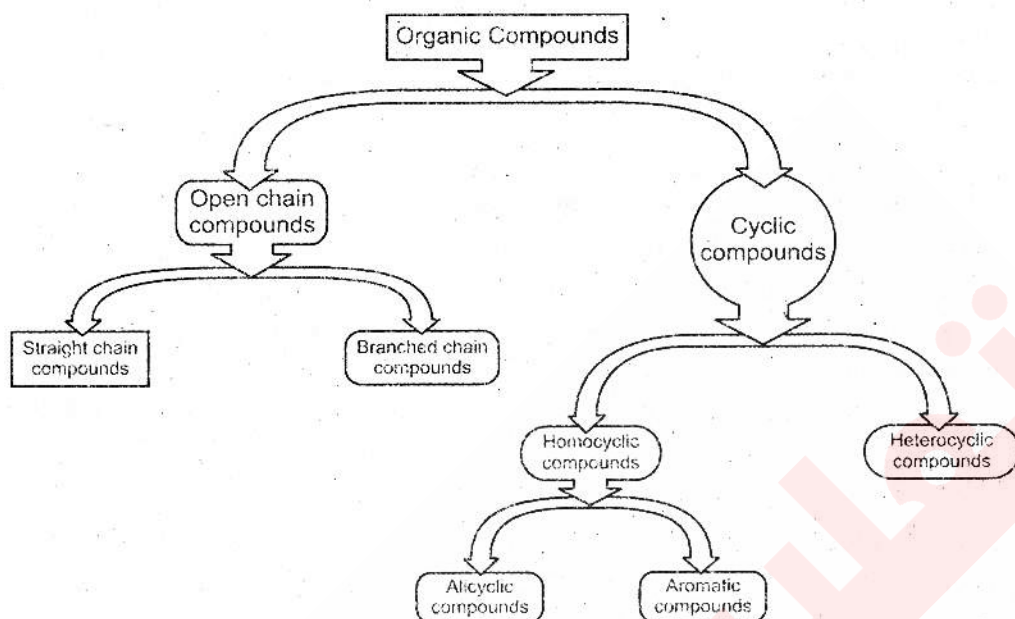 Organic Compounds
Open chain
compounds
Cyclic
compounds
Straight chain
compounds
Branched chain
compounds
Homocyclic
compounds
Heterocyclic
compounds
Alicyclic
compounds
Aromatic
compounds